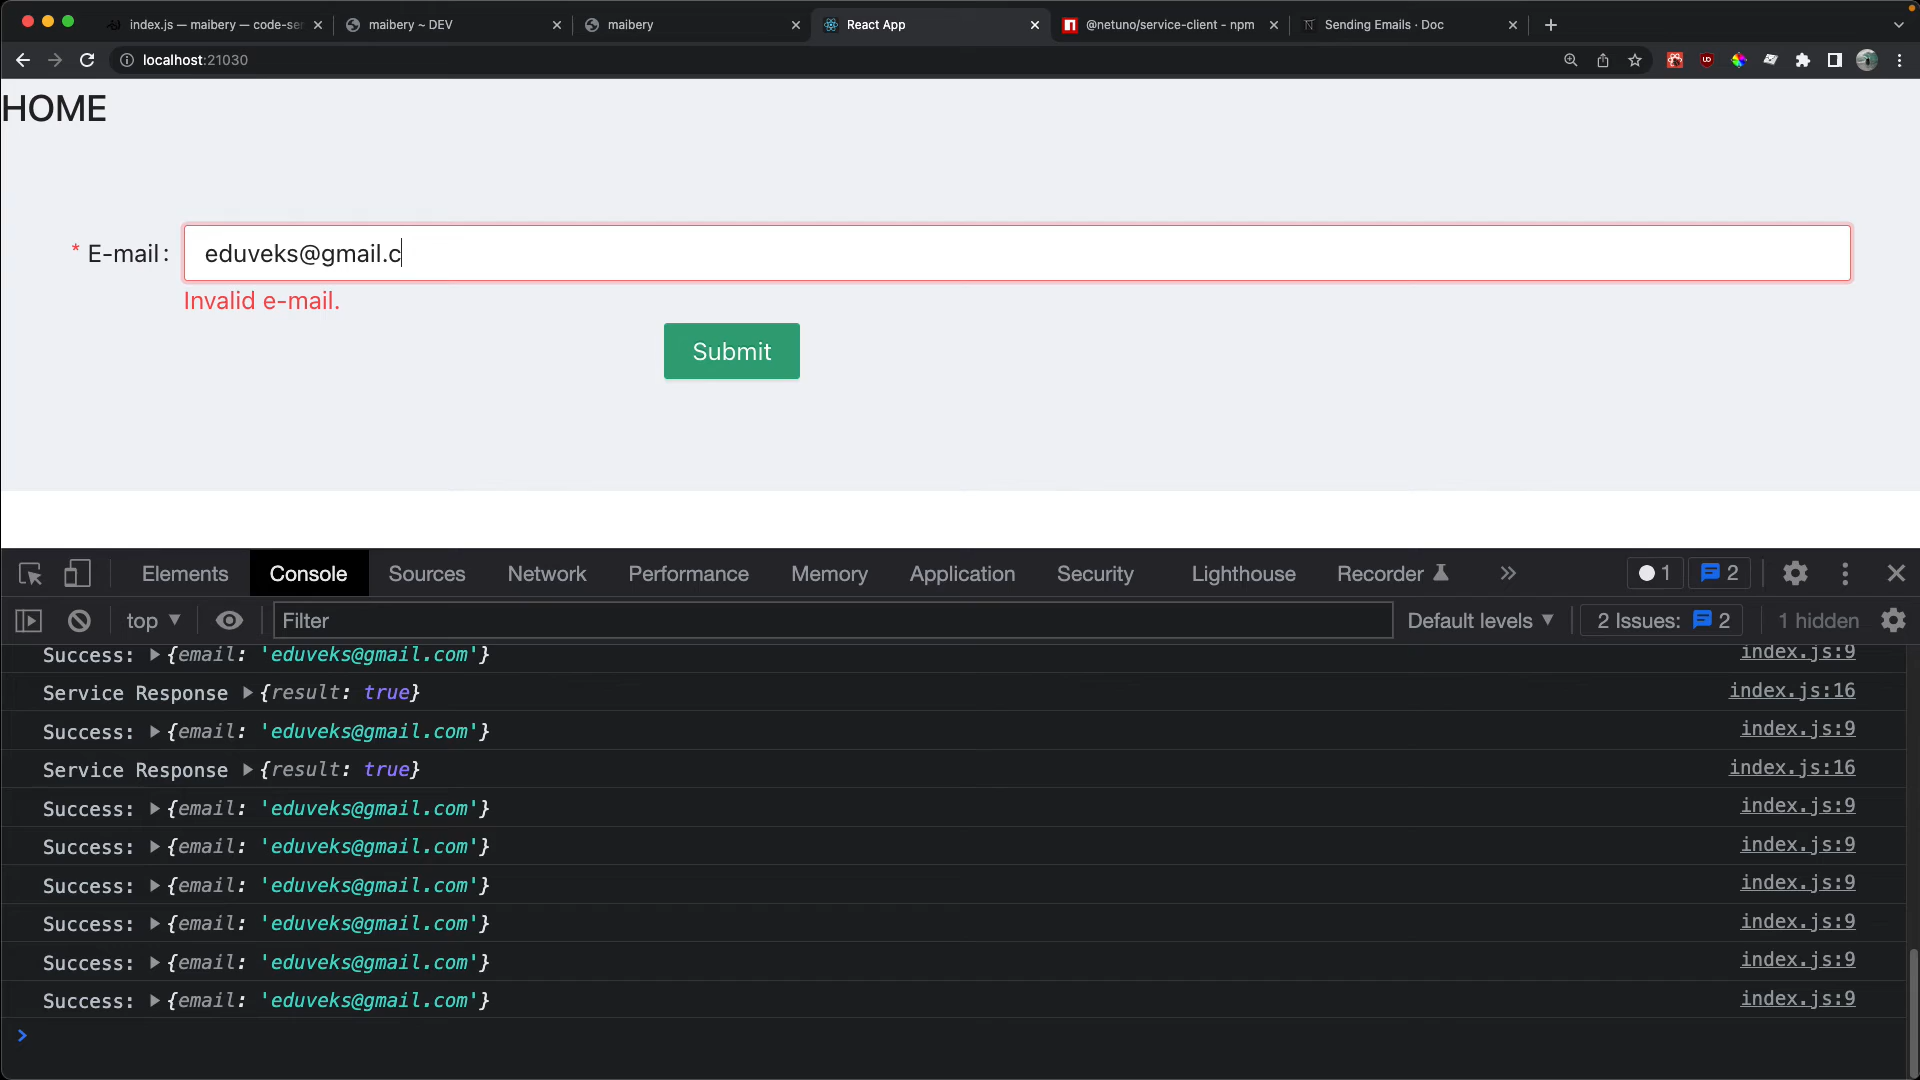 index.js — maibery — code-ser
maibery ~ DEV
maibery
React App
@netuno/service-client - npm
Sending Emails · Doc
localhost:21030
HOME
* E-mail :
eduveks@gmail.c
Invalid e-mail.
Submit
Elements
Console
Sources
Network
Performance
Memory
Application
Security
Lighthouse
Recorder
1
2
top
Filter
Default levels
2 Issues: 2
1 hidden
Success: {email: 'eduveks@gmail.com'} index.js:9
Service Response {result: true} index.js:16
Success: {email: 'eduveks@gmail.com'} index.js:9
Service Response {result: true} index.js:16
Success: {email: 'eduveks@gmail.com'} index.js:9
Success: {email: 'eduveks@gmail.com'} index.js:9
Success: {email: 'eduveks@gmail.com'} index.js:9
Success: {email: 'eduveks@gmail.com'} index.js:9
Success: {email: 'eduveks@gmail.com'} index.js:9
Success: {email: 'eduveks@gmail.com'} index.js:9